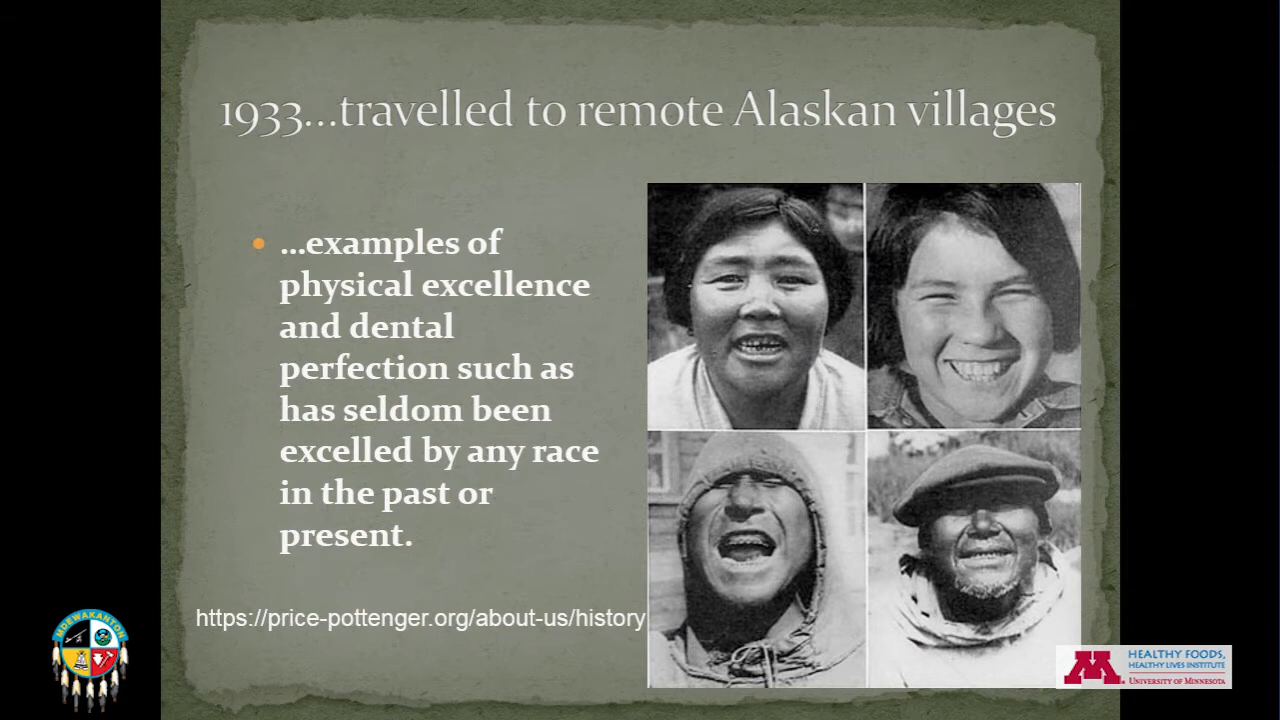 1933...travelled to remote Alaskan villages
• ...examples of
physical excellence
and dental
perfection such as
has seldom been
excelled by any race
in the past or
present.
https://price-pottenger.org/about-us/history
MDEWAKANTON
M.
HEALTHY FOODS,
HEALTHY LIVES INSTITUTE
UNIVERSITY OF MINNESOTA